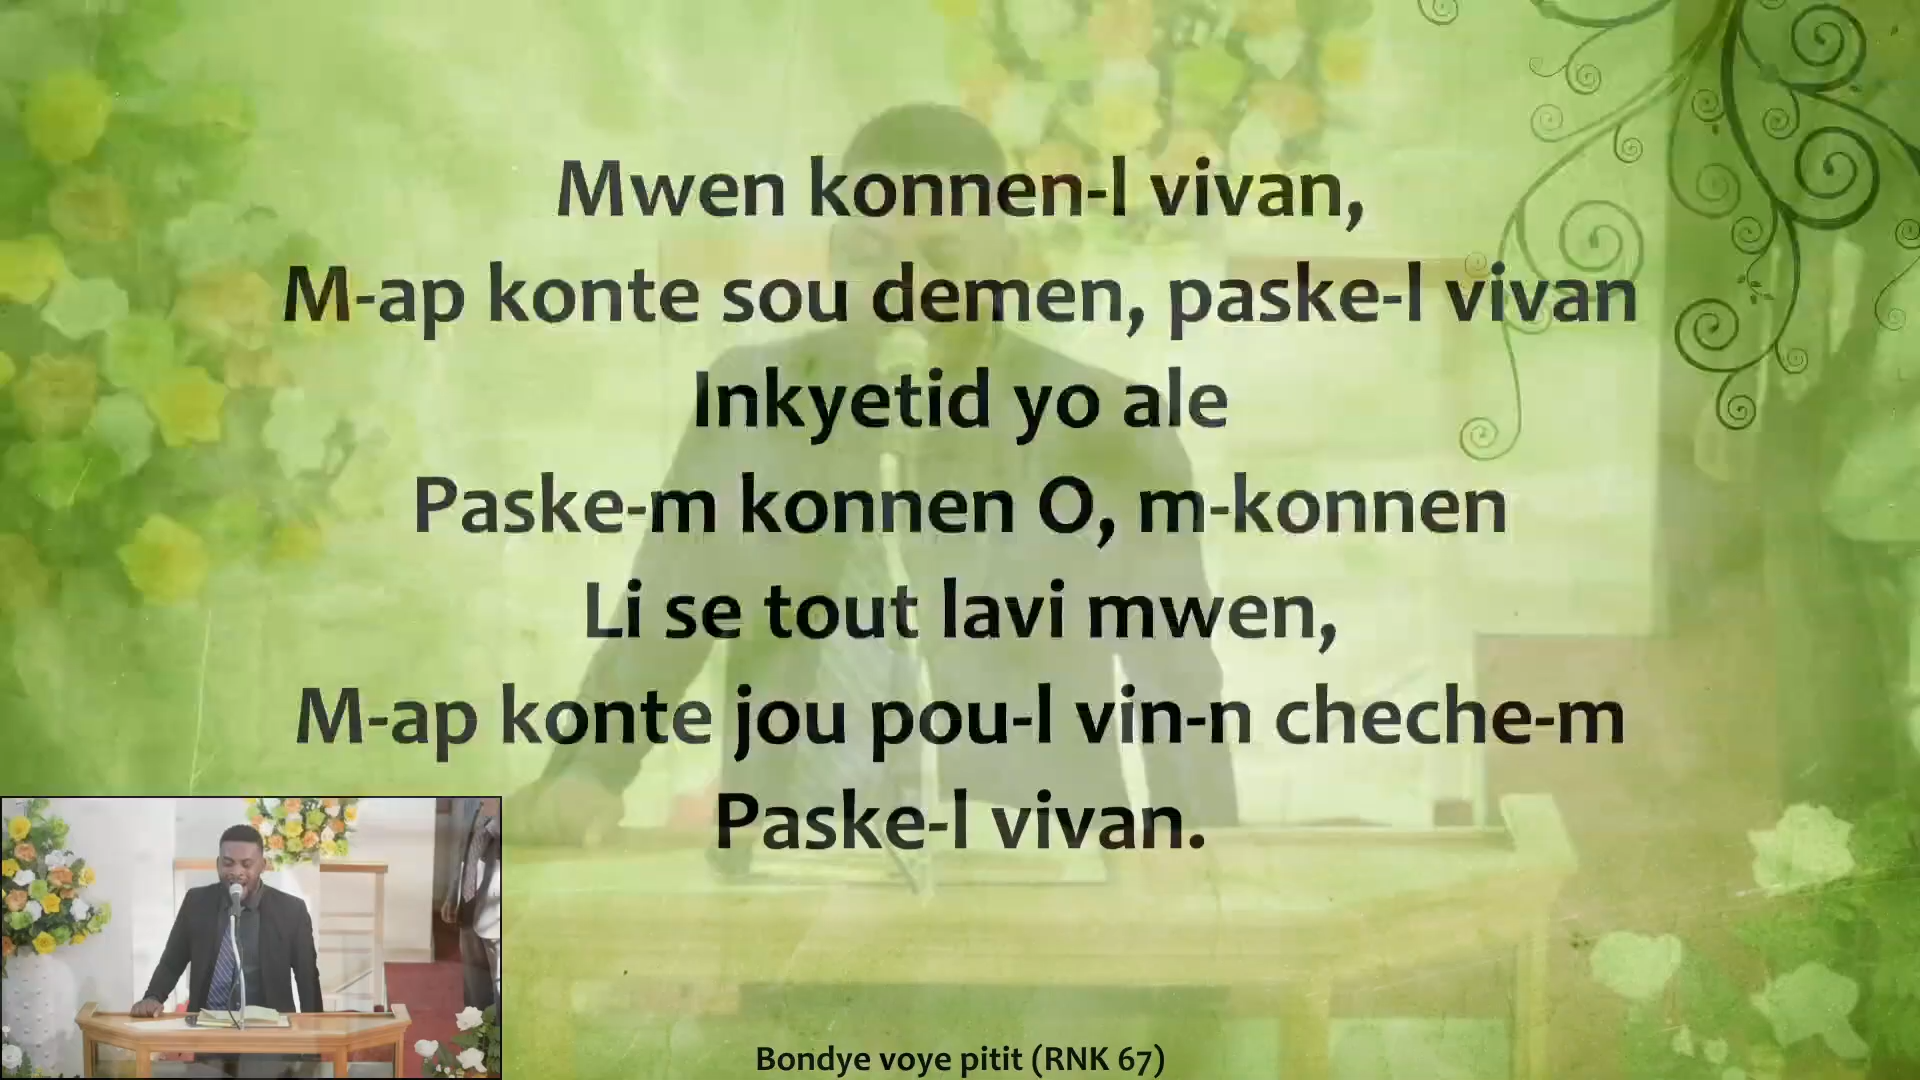 Mwen konnen-l vivan,
M-ap konte sou demen, paske-l vivan
Inkyetid yo ale
Paske-m konnen O, m-konnen
Li se tout lavi mwen,
M-ap konte jou pou-l vin-n cheche-m
Paske-l vivan.
Bondye voye pitit (RNK 67)